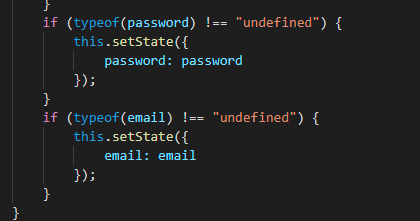 }
if (typeof(password) !== "undefined") {
this.setState({
password: password
});
}
if (typeof(email) !== "undefined") {
this.setState({
email: email
});
}
}